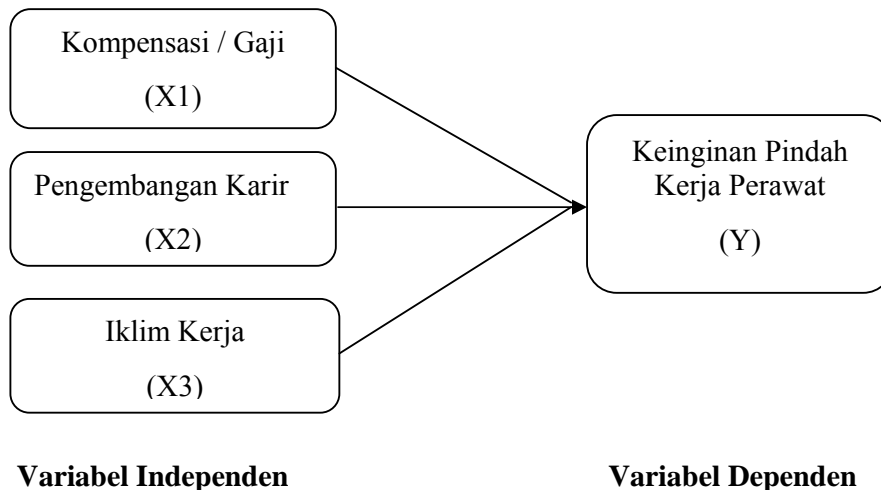 Kompensasi / Gaji
(X1)
Pengembangan Karir
(X2)
Iklim Kerja
(X3)
Keinginan Pindah
Kerja Perawat
(Y)
Variabel Independen
Variabel Dependen